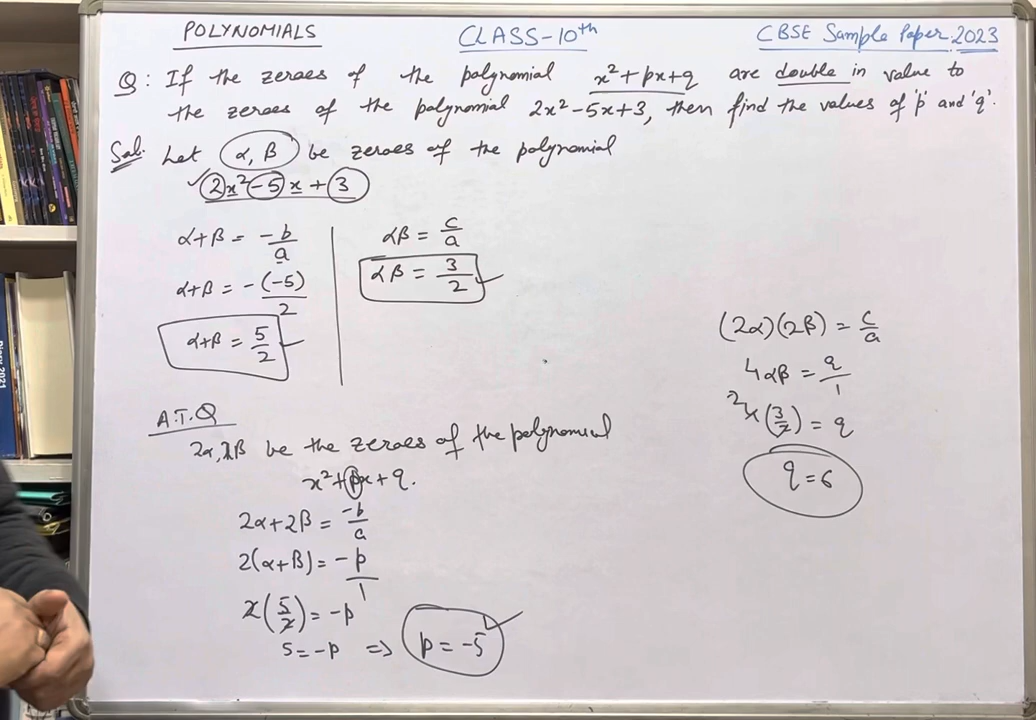 POLYNOMIALS CLASS-10th CBSE Sample Paper 2023
Q: If the zeroes of the polynomial x²+px+q are double in value to
the zeroes of the polynomial 2x²-5x+3, then find the values of 'p' and 'q'.
Sol. Let α, β be zeroes of the polynomial
2x²-5x+3
α+β = -b/a
α+β = -(-5)/2
α+β = 5/2
αβ = c/a
αβ = 3/2
A.T.Q
2α, 2β be the zeroes of the polynomial
x²+px+q.
2α+2β = -b/a
2(α+β) = -p/1
2(5/2) = -p
5 = -p ⇒ p = -5
(2α)(2β) = c/a
4αβ = q/1
2 4(3/2) = q
q = 6
Diary 2021